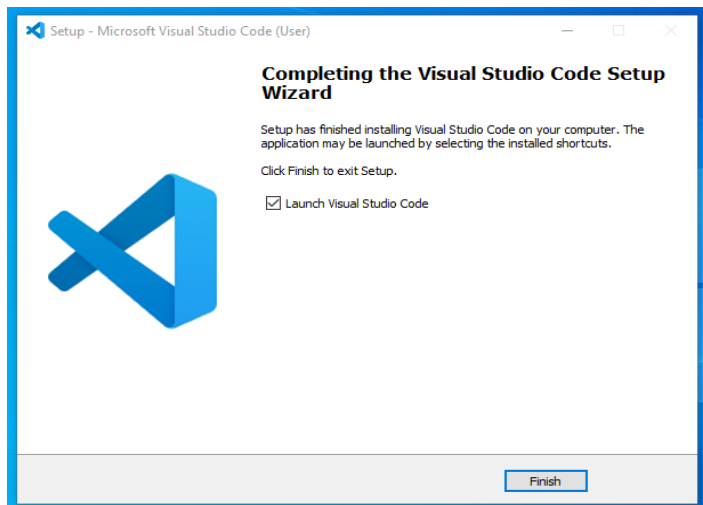 Setup - Microsoft Visual Studio Code (User)
Completing the Visual Studio Code Setup
Wizard
Setup has finished installing Visual Studio Code on your computer. The
application may be launched by selecting the installed shortcuts.
Click Finish to exit Setup.
Launch Visual Studio Code
Finish